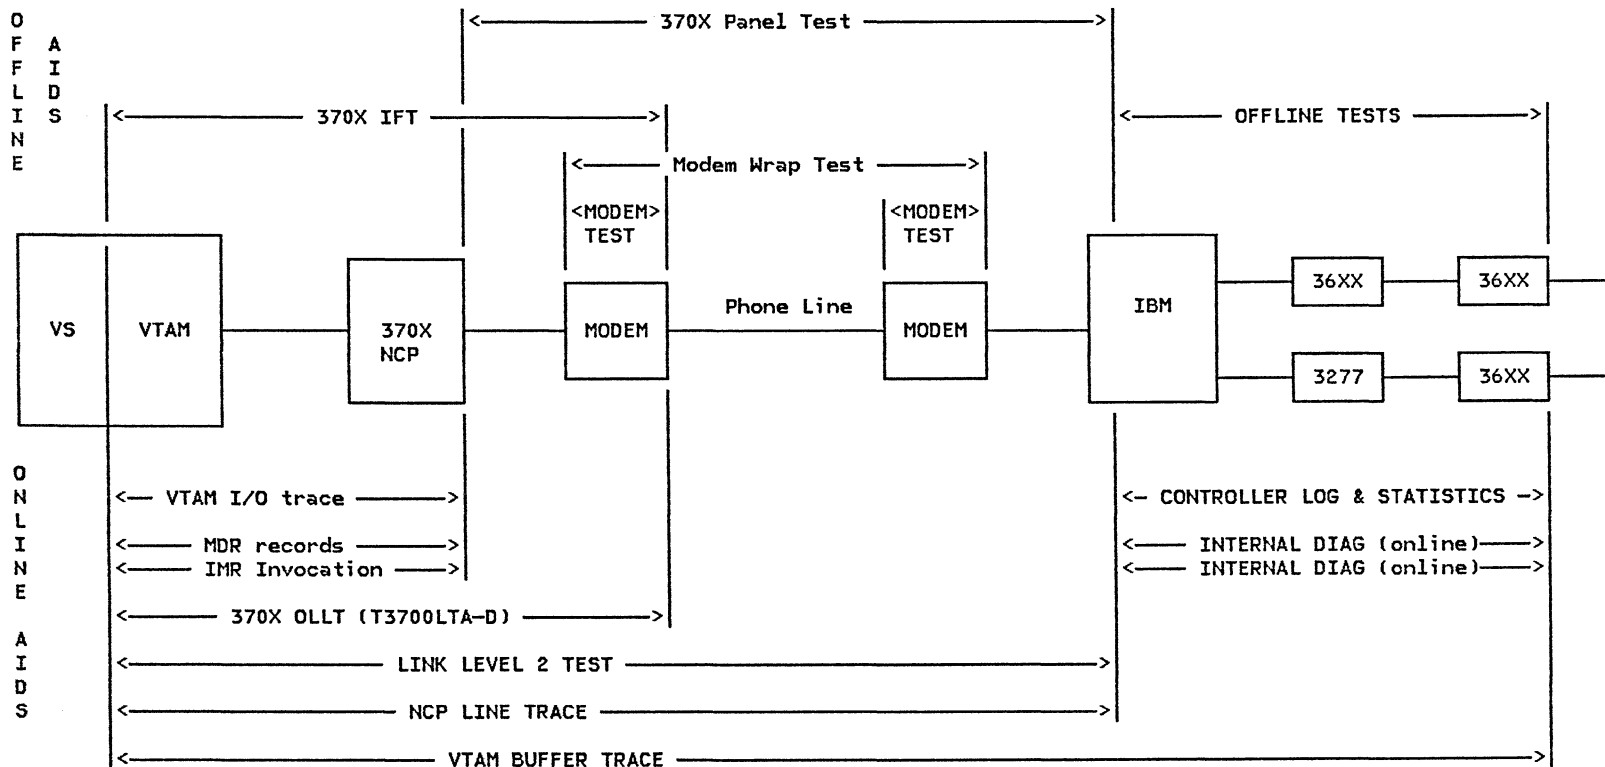 OFFLINE AIDS
370X Panel Test
370X IFT
OFFLINE TESTS
Modem Wrap Test
<MODEM> TEST
<MODEM> TEST
VS
VTAM
370X
NCP
MODEM
Phone Line
MODEM
IBM
36XX
36XX
3277
36XX
ONLINE AIDS
VTAM I/O trace
CONTROLLER LOG & STATISTICS
MDR records
INTERNAL DIAG (online)
IMR Invocation
INTERNAL DIAG (online)
370X OLLT (T3700LTA-D)
LINK LEVEL 2 TEST
NCP LINE TRACE
VTAM BUFFER TRACE